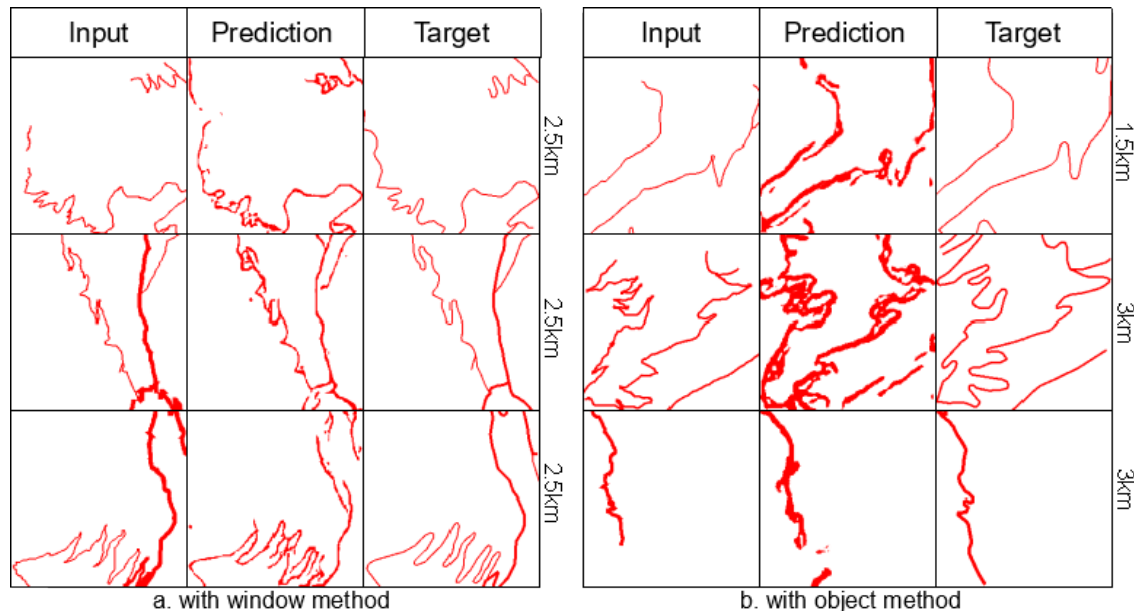 Input Prediction Target
2.5km
2.5km
2.5km
a. with window method
Input Prediction Target
1.5km
3km
3km
b. with object method